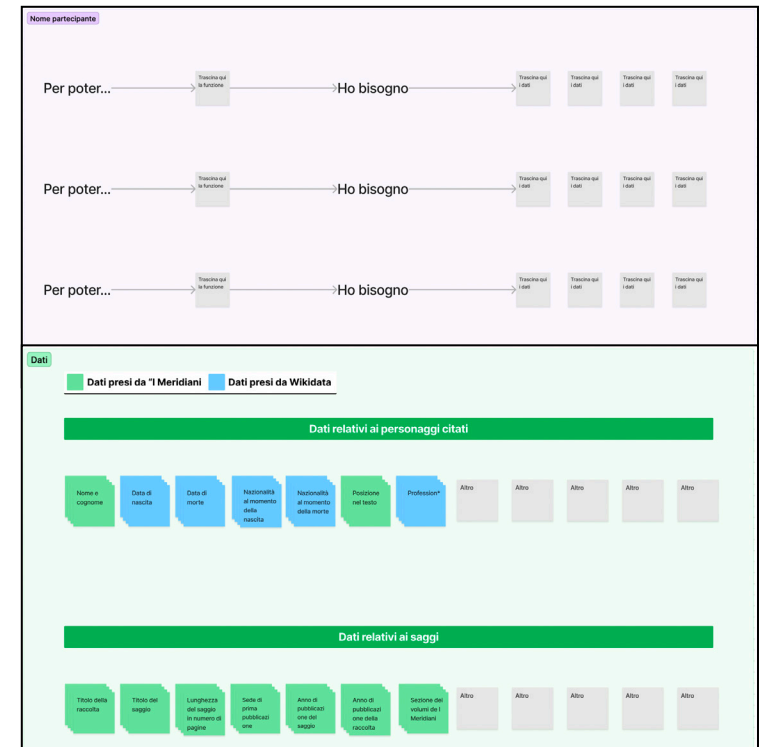 Nome partecipante
Per poter...
Trascina qui
la funzione
Ho bisogno
Trascina qui
i dati
Trascina qui
i dati
Trascina qui
i dati
Trascina qui
i dati
Per poter...
Trascina qui
la funzione
Ho bisogno
Trascina qui
i dati
Trascina qui
i dati
Trascina qui
i dati
Trascina qui
i dati
Per poter...
Trascina qui
la funzione
Ho bisogno
Trascina qui
i dati
Trascina qui
i dati
Trascina qui
i dati
Trascina qui
i dati
Dati
Dati presi da "I Meridiani
Dati presi da Wikidata
Dati relativi ai personaggi citati
Nome e
cognome
Data di
nascita
Data di
morte
Nazionalità
al momento
della
nascita
Nazionalità
al momento
della morte
Posizione
nel testo
Profession*
Altro
Altro
Altro
Altro
Altro
Dati relativi ai saggi
Titolo della
raccolta
Titolo del
saggio
Lunghezza
del saggio
in numero di
pagine
Sede di
prima
pubblicazi
one
Anno di
pubblicazi
one del
saggio
Anno di
pubblicazi
one della
raccolta
Sezione dei
volumi de I
Meridiani
Altro
Altro
Altro
Altro
Altro